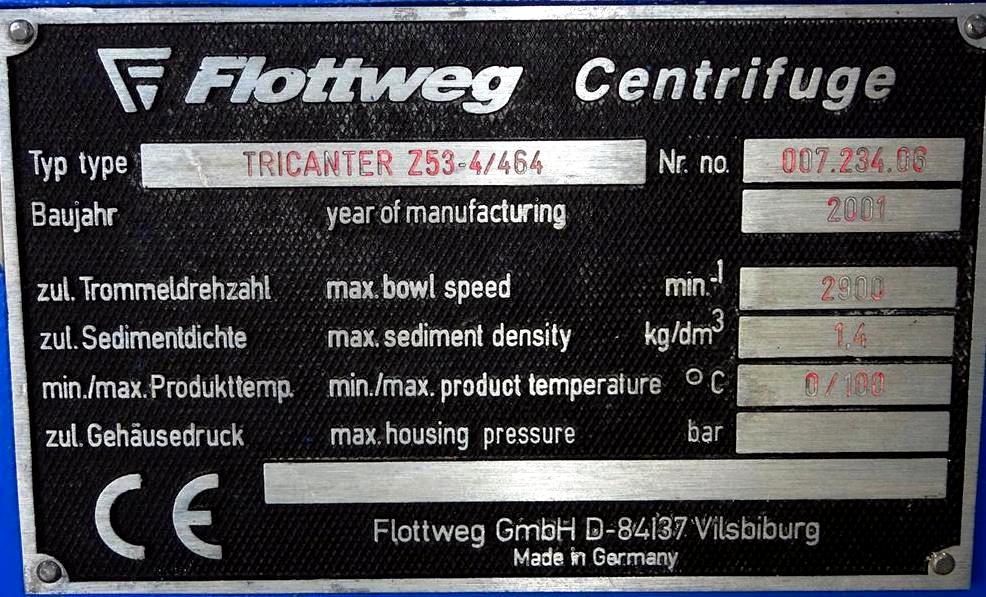 Flottweg Centrifuge
Typ type TRICANTER Z53-4/464 Nr. no. 007.234.06
Baujahr year of manufacturing 2001
zul. Trommeldrehzahl max. bowl speed min.-1 2900
zul. Sedimentdichte max. sediment density kg/dm3 1,4
min./max. Produkttemp. min./max. product temperature °C 0/100
zul. Gehäusedruck max. housing pressure bar
CE
Flottweg GmbH D-84137 Vilsbiburg
Made in Germany